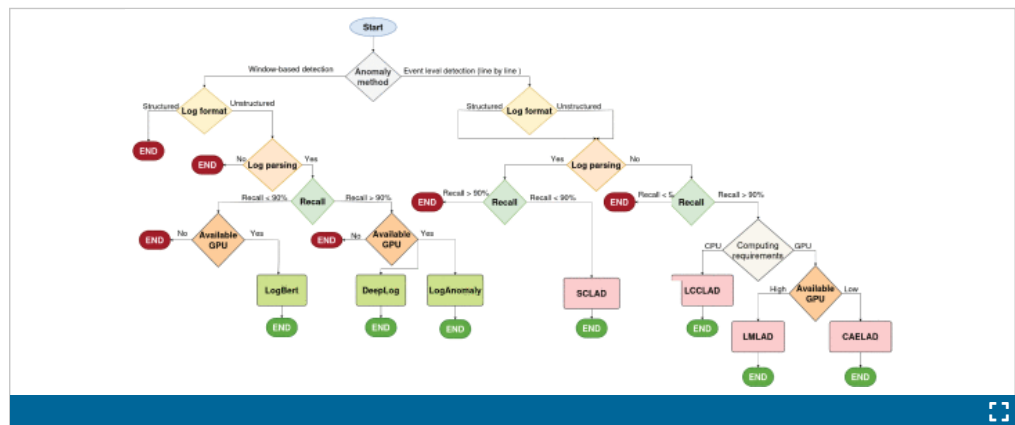 Start
Anomaly
method
Window-based detection
Event level detection (line by line )
Structured
Log format
Unstructured
Structured
Log format
Unstructured
END
END
No
Log parsing
Yes
Yes
Log parsing
No
Recall < 90%
Recall
Recall > 90%
END
Recall > 90%
Recall
Recall < 90%
END
Recall < 5
Recall
Recall > 90%
END
No
Available
GPU
Yes
END
No
Available
GPU
Yes
CPU
Computing
requirements
GPU
LogBert
DeepLog
LogAnomaly
SCLAD
LCCLAD
High
Available
GPU
Low
END
END
END
END
END
LMLAD
CAELAD
END
END